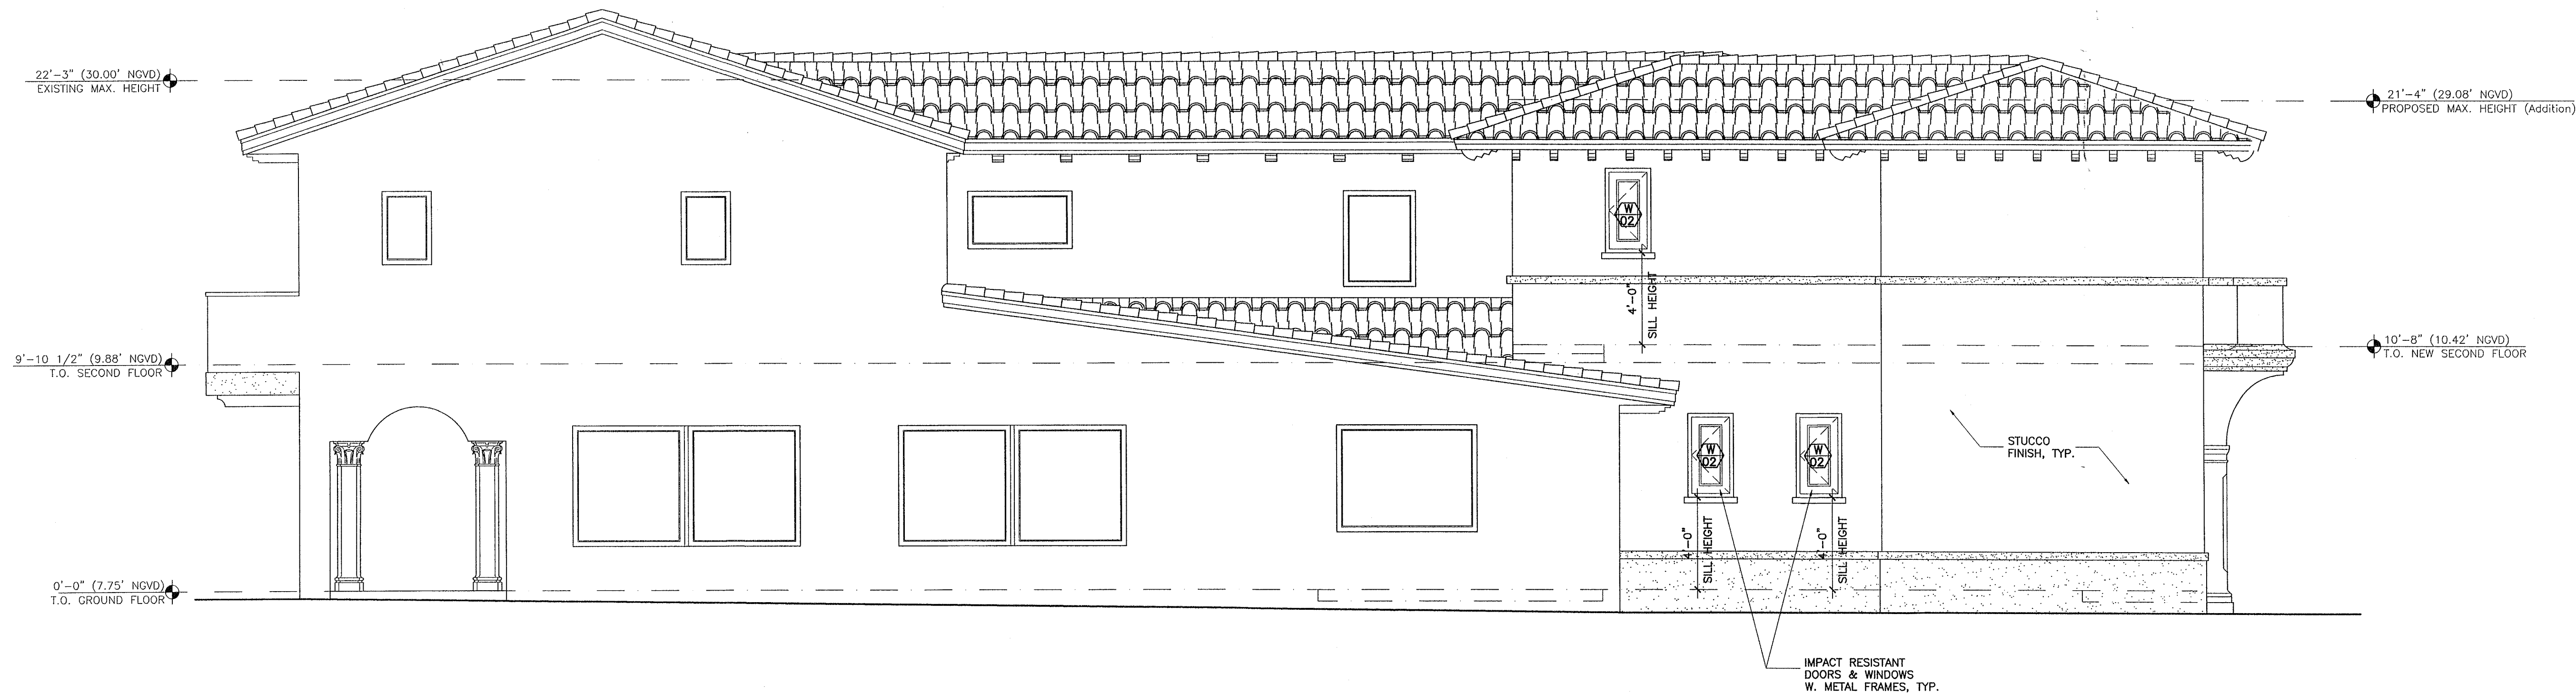 22'-3" (30.00' NGVD)
EXISTING MAX. HEIGHT
21'-4" (29.08' NGVD)
PROPOSED MAX. HEIGHT (Addition)
W
02
4'-0"
SILL HEIGHT
9'-10 1/2" (9.88' NGVD)
T.O. SECOND FLOOR
10'-8" (10.42' NGVD)
T.O. NEW SECOND FLOOR
W
02
W
02
STUCCO
FINISH, TYP.
4'-0"
SILL HEIGHT
4'-0"
SILL HEIGHT
0'-0" (7.75' NGVD)
T.O. GROUND FLOOR
IMPACT RESISTANT
DOORS & WINDOWS
W. METAL FRAMES, TYP.